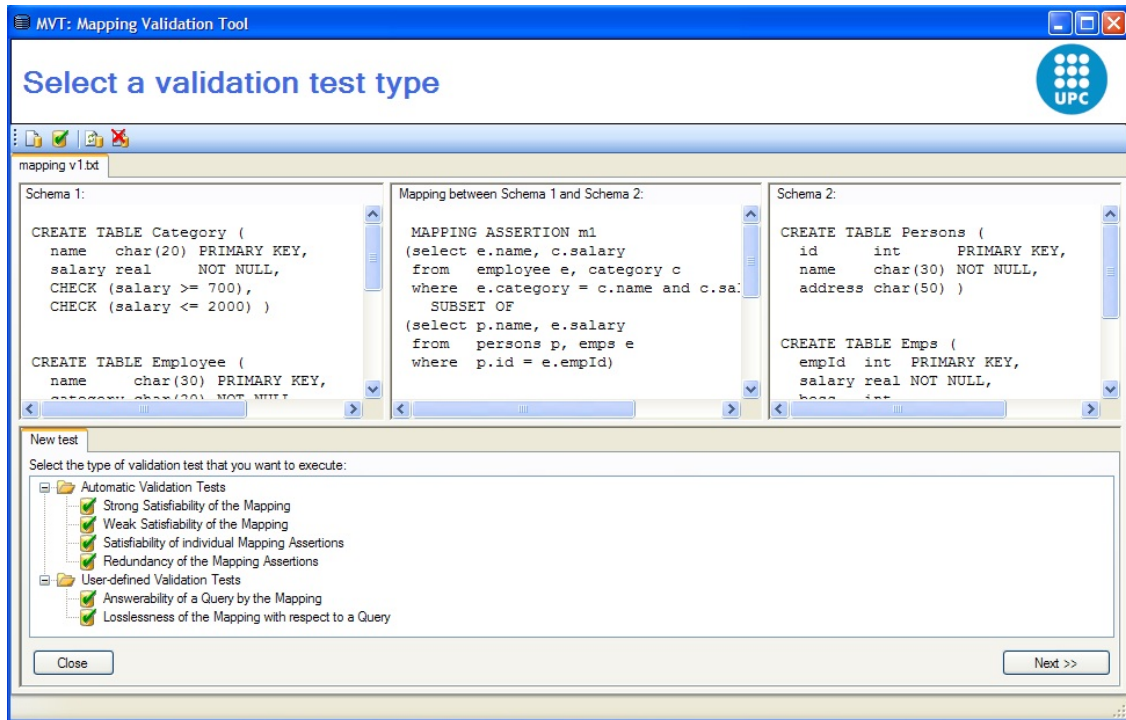 MVT: Mapping Validation Tool
Select a validation test type
UPC
mapping v1.txt
Schema 1:
CREATE TABLE Category (
name char(20) PRIMARY KEY,
salary real NOT NULL,
CHECK (salary >= 700),
CHECK (salary <= 2000) )
CREATE TABLE Employee (
name char(30) PRIMARY KEY,
category char(20) NOT NULL
Mapping between Schema 1 and Schema 2:
MAPPING ASSERTION m1
(select e.name, c.salary
from employee e, category c
where e.category = c.name and c.sal
SUBSET OF
(select p.name, e.salary
from persons p, emps e
where p.id = e.empId)
Schema 2:
CREATE TABLE Persons (
id int PRIMARY KEY,
name char(30) NOT NULL,
address char(50) )
CREATE TABLE Emps (
empId int PRIMARY KEY,
salary real NOT NULL,
boss int
New test
Select the type of validation test that you want to execute:
Automatic Validation Tests
Strong Satisfiability of the Mapping
Weak Satisfiability of the Mapping
Satisfiability of individual Mapping Assertions
Redundancy of the Mapping Assertions
User-defined Validation Tests
Answerability of a Query by the Mapping
Losslessness of the Mapping with respect to a Query
Close
Next >>